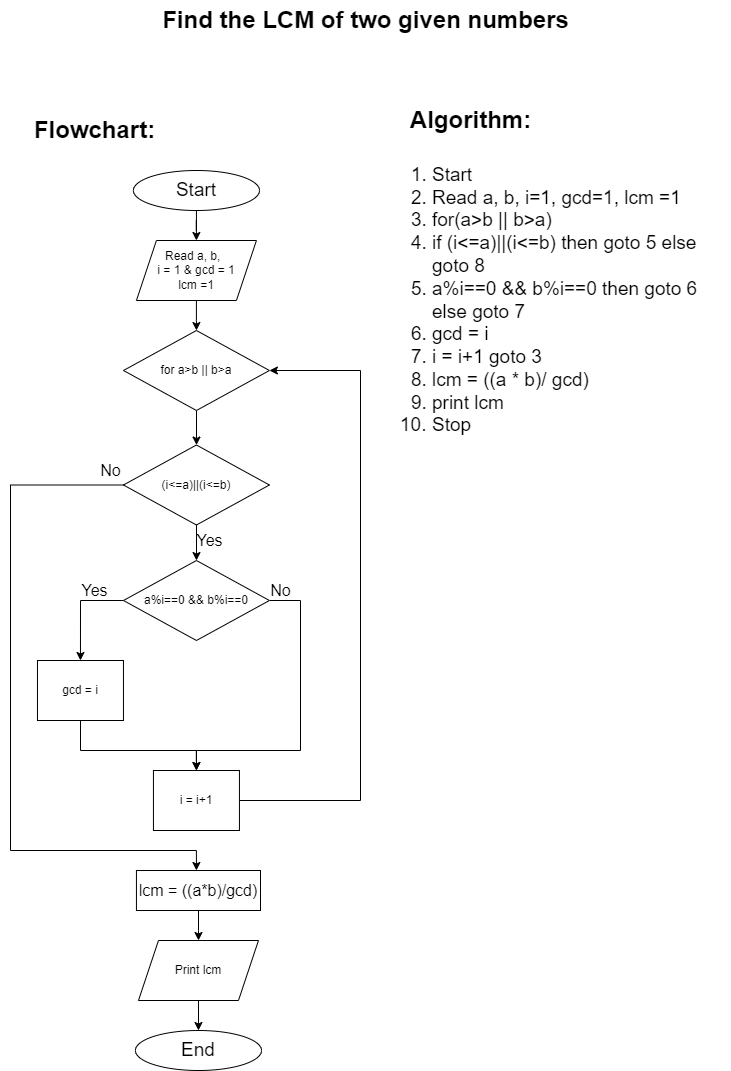 Find the LCM of two given numbers
Flowchart:
Start
Read a, b,
i = 1 & gcd = 1
lcm =1
for a>b || b>a
No
(i<=a)||(i<=b)
Yes
Yes
a%i==0 && b%i==0
No
gcd = i
i = i+1
lcm = ((a*b)/gcd)
Print lcm
End
Algorithm:
1. Start
2. Read a, b, i=1, gcd=1, lcm =1
3. for(a>b || b>a)
4. if (i<=a)||(i<=b) then goto 5 else
goto 8
5. a%i==0 && b%i==0 then goto 6
else goto 7
6. gcd = i
7. i = i+1 goto 3
8. lcm = ((a * b)/ gcd)
9. print lcm
10. Stop